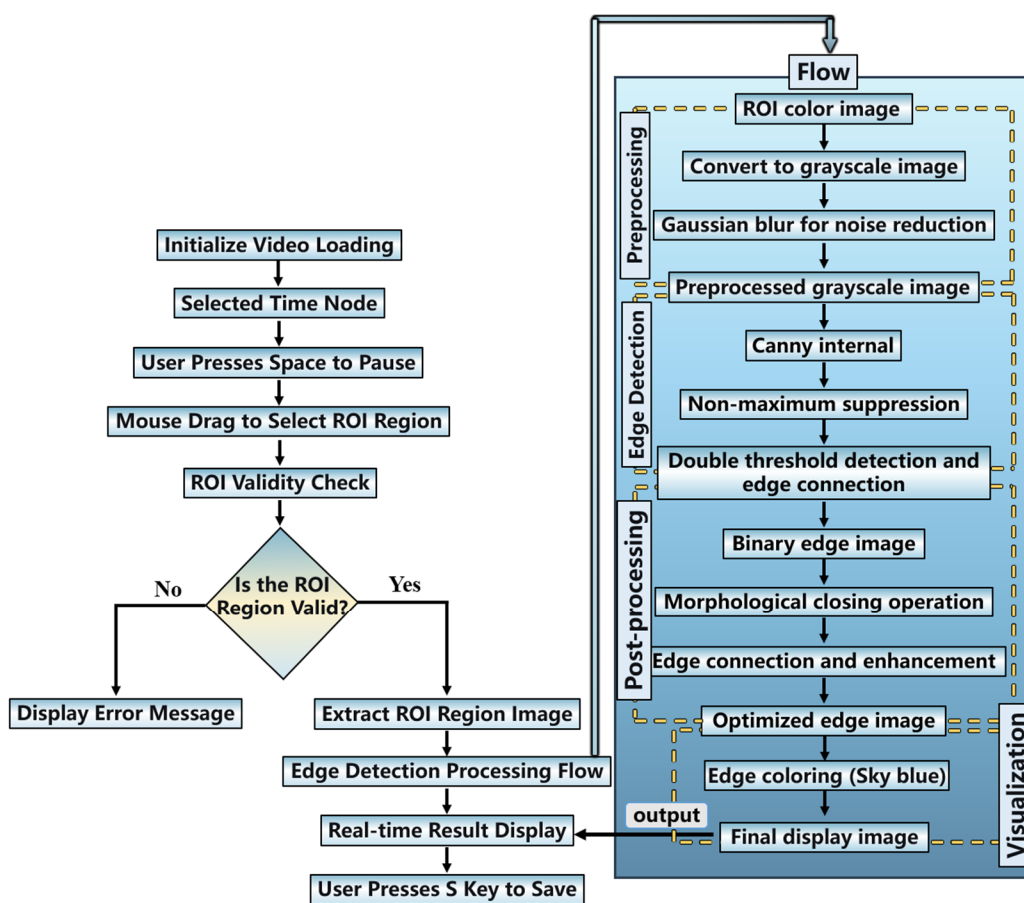 Initialize Video Loading
Selected Time Node
User Presses Space to Pause
Mouse Drag to Select ROI Region
ROI Validity Check
Is the ROI
Region Valid?
No
Yes
Display Error Message
Extract ROI Region Image
Edge Detection Processing Flow
Real-time Result Display
User Presses S Key to Save
Flow
Preprocessing
ROI color image
Convert to grayscale image
Gaussian blur for noise reduction
Preprocessed grayscale image
Edge Detection
Canny internal
Non-maximum suppression
Double threshold detection and
edge connection
Post-processing
Binary edge image
Morphological closing operation
Edge connection and enhancement
Optimized edge image
Visualization
Edge coloring (Sky blue)
Final display image
output